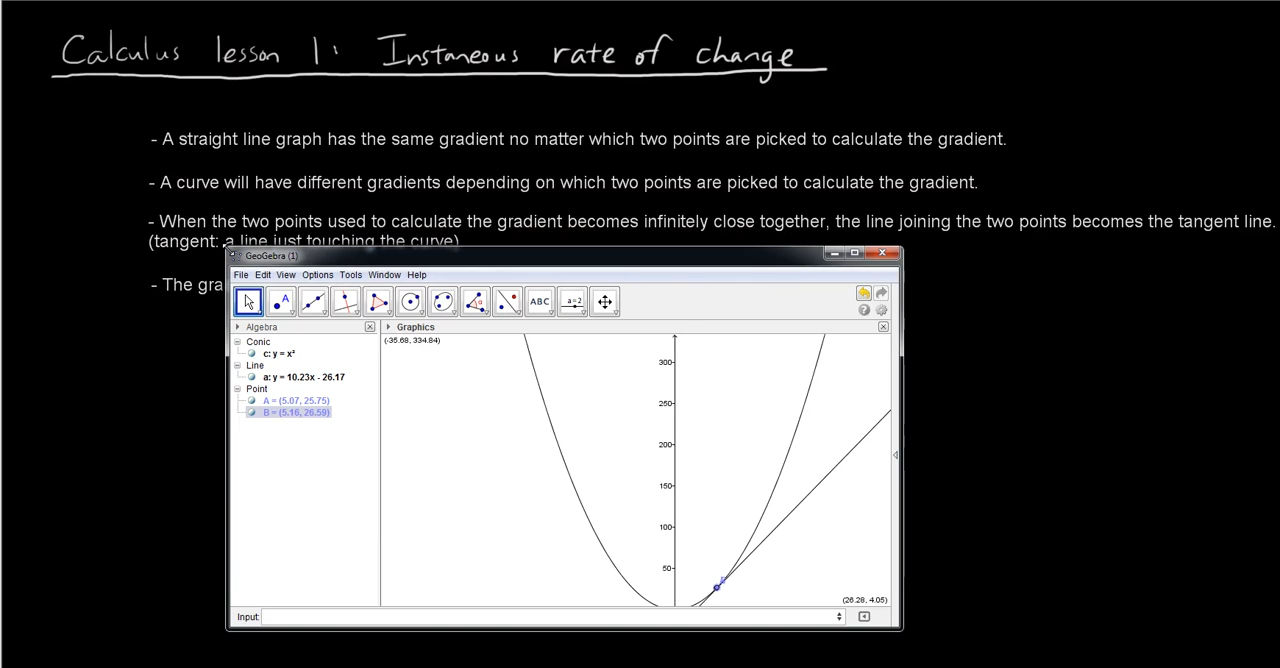 Calculus lesson 1: Instaneous rate of change
- A straight line graph has the same gradient no matter which two points are picked to calculate the gradient.
- A curve will have different gradients depending on which two points are picked to calculate the gradient.
- When the two points used to calculate the gradient becomes infinitely close together, the line joining the two points becomes the tangent line.
(tangent: a line just touching the curve)
- The gra
GeoGebra (1)
File Edit View Options Tools Window Help
A
α
ABC
a=2
Algebra
Graphics
Conic
c: y = x²
Line
a: y = 10.23x - 26.17
Point
A = (5.07, 25.75)
B = (5.16, 26.59)
(-35.68, 334.84)
300
250
200
150
100
50
(26.28, 4.05)
Input: